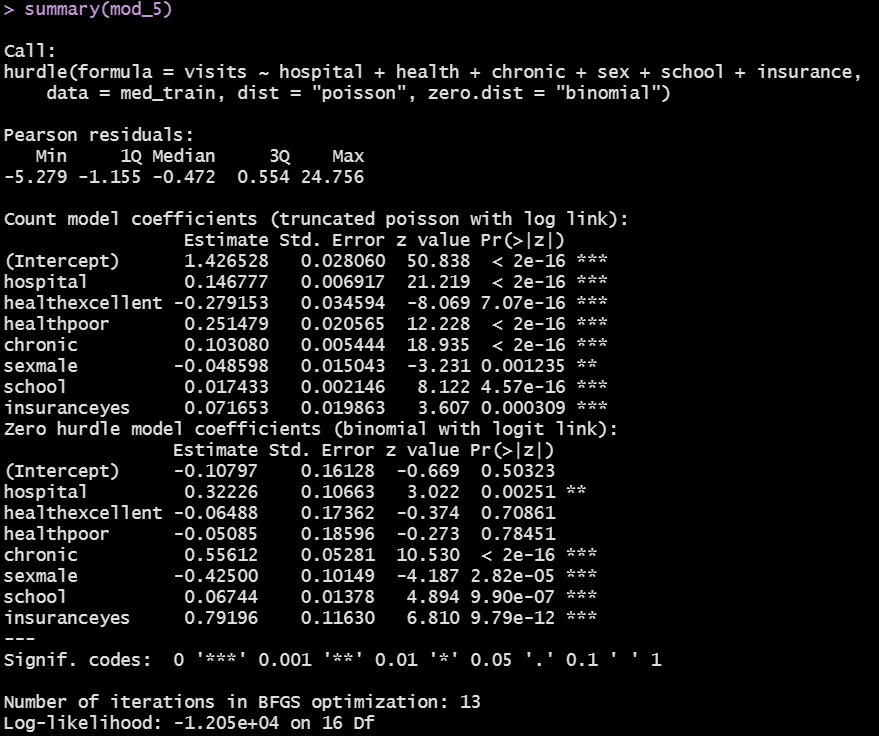 > summary(mod_5)

Call:
hurdle(formula = visits ~ hospital + health + chronic + sex + school + insurance,
    data = med_train, dist = "poisson", zero.dist = "binomial")

Pearson residuals:
   Min     1Q Median     3Q    Max
-5.279 -1.155 -0.472  0.554 24.756

Count model coefficients (truncated poisson with log link):
                 Estimate Std. Error z value Pr(>|z|)
(Intercept)      1.426528   0.028060  50.838  < 2e-16 ***
hospital         0.146777   0.006917  21.219  < 2e-16 ***
healthexcellent -0.279153   0.034594  -8.069 7.07e-16 ***
healthpoor       0.251479   0.020565  12.228  < 2e-16 ***
chronic          0.103080   0.005444  18.935  < 2e-16 ***
sexmale         -0.048598   0.015043  -3.231 0.001235 **
school           0.017433   0.002146   8.122 4.57e-16 ***
insuranceyes     0.071653   0.019863   3.607 0.000309 ***
Zero hurdle model coefficients (binomial with logit link):
                Estimate Std. Error z value Pr(>|z|)
(Intercept)     -0.10797    0.16128  -0.669  0.50323
hospital         0.32226    0.10663   3.022  0.00251 **
healthexcellent -0.06488    0.17362  -0.374  0.70861
healthpoor      -0.05085    0.18596  -0.273  0.78451
chronic          0.55612    0.05281  10.530  < 2e-16 ***
sexmale         -0.42500    0.10149  -4.187 2.82e-05 ***
school           0.06744    0.01378   4.894 9.90e-07 ***
insuranceyes     0.79196    0.11630   6.810 9.79e-12 ***
---
Signif. codes:  0 '***' 0.001 '**' 0.01 '*' 0.05 '.' 0.1 ' ' 1

Number of iterations in BFGS optimization: 13
Log-likelihood: -1.205e+04 on 16 Df